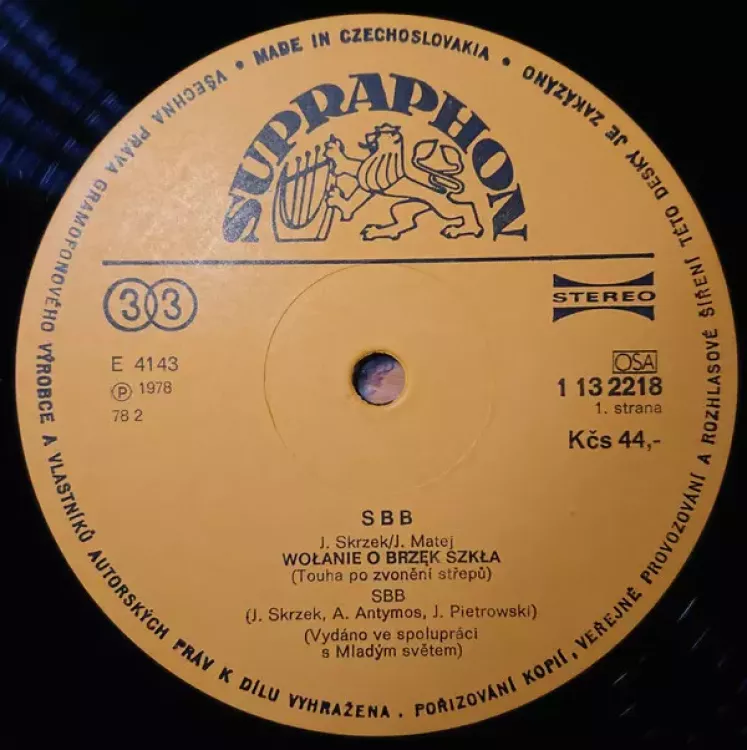 VŠECHNA PRÁVA GRAMOFONOVÉHO VÝROBCE A VLASTNÍKŮ AUTORSKÝCH PRÁV K DÍLU VYHRAŽENA . POŘIZOVÁNÍ KOPIÍ, VEŘEJNÉ PROVOZOVÁNÍ A ROZHLASOVÉ ŠÍŘENÍ TÉTO DESKY JE ZAKÁZÁNO • MADE IN CZECHOSLOVAKIA •
SUPRAPHON
33
STEREO
E 4143
Ⓟ 1978
78 2
OSA
1 13 2218
1. strana
Kčs 44,-
SBB
J. Skrzek/J. Matej
WOŁANIE O BRZĘK SZKŁA
(Touha po zvonění střepů)
SBB
(J. Skrzek, A. Antymos, J. Pietrowski)
(Vydáno ve spolupráci
s Mladým světem)